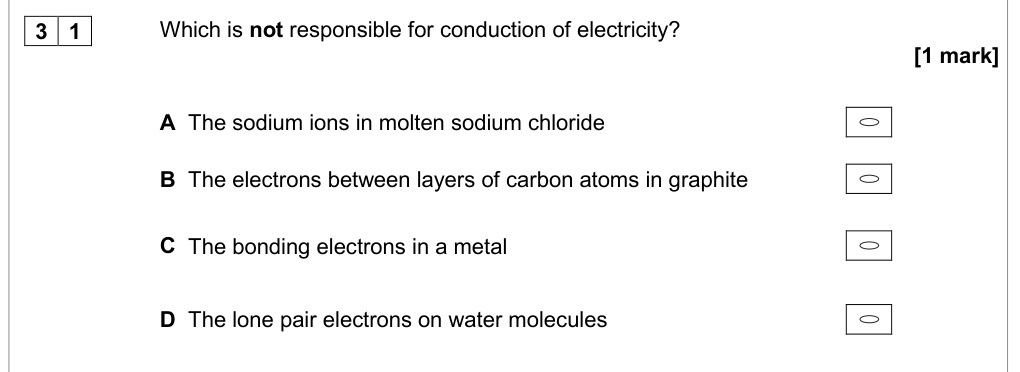 3 1 Which is not responsible for conduction of electricity?
[1 mark]
A The sodium ions in molten sodium chloride
B The electrons between layers of carbon atoms in graphite
C The bonding electrons in a metal
D The lone pair electrons on water molecules